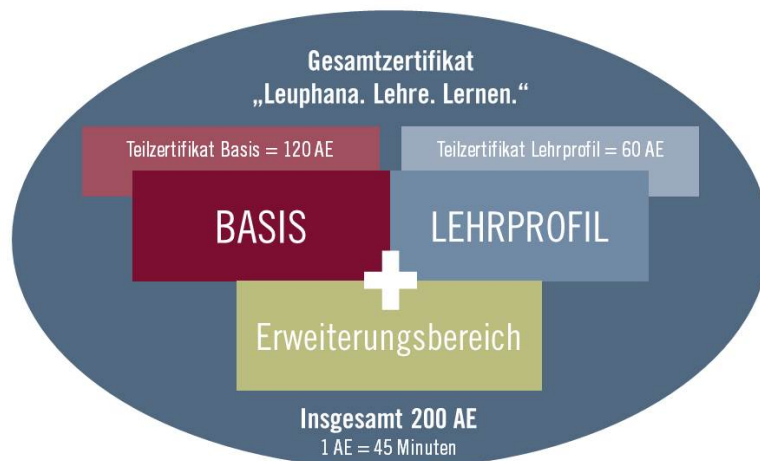 Gesamtzertifikat
„Leuphana. Lehre. Lernen.“
Teilzertifikat Basis = 120 AE
Teilzertifikat Lehrprofil = 60 AE
BASIS
LEHRPROFIL
Erweiterungsbereich
Insgesamt 200 AE
1 AE = 45 Minuten